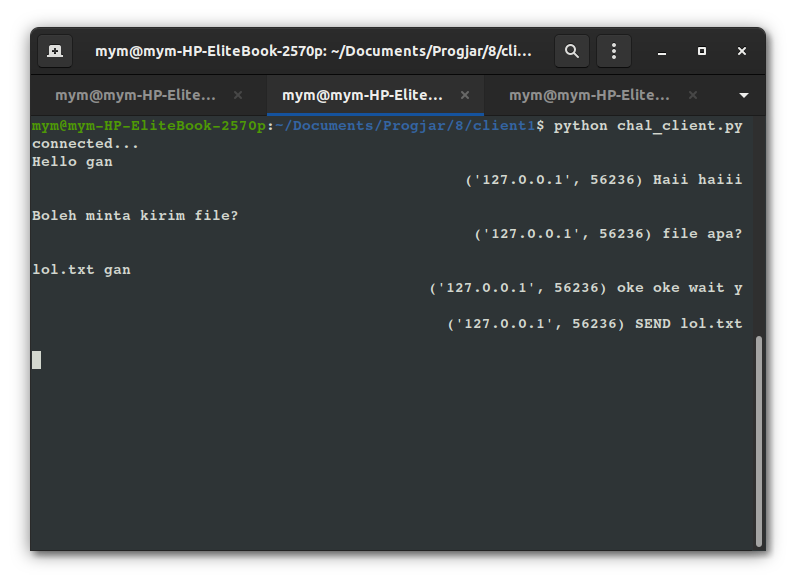 mym@mym-HP-EliteBook-2570p: ~/Documents/Progjar/8/cli...
mym@mym-HP-Elite... × mym@mym-HP-Elite... × mym@mym-HP-Elite... ×
mym@mym-HP-EliteBook-2570p:~/Documents/Progjar/8/client1$ python chal_client.py
connected...
Hello gan
('127.0.0.1', 56236) Haii haiii
Boleh minta kirim file?
('127.0.0.1', 56236) file apa?
lol.txt gan
('127.0.0.1', 56236) oke oke wait y
('127.0.0.1', 56236) SEND lol.txt